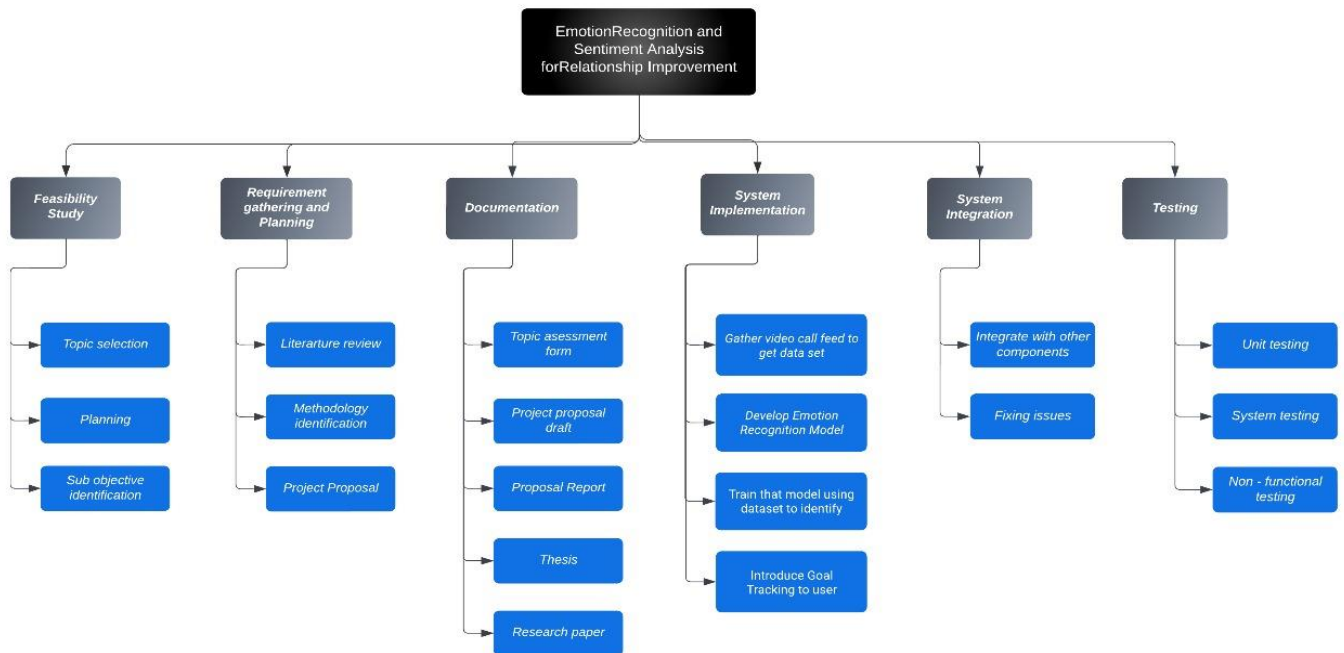 EmotionRecognition and
Sentiment Analysis
forRelationship Improvement
Feasibility
Study
Topic selection
Planning
Sub objective
identification
Requirement
gathering and
Planning
Literarture review
Methodology
identification
Project Proposal
Documentation
Topic asessment
form
Project proposal
draft
Proposal Report
Thesis
Research paper
System
Implementation
Gather video call feed to
get data set
Develop Emotion
Recognition Model
Train that model using
dataset to identify
Introduce Goal
Tracking to user
System
Integration
Integrate with other
components
Fixing issues
Testing
Unit testing
System testing
Non - functional
testing